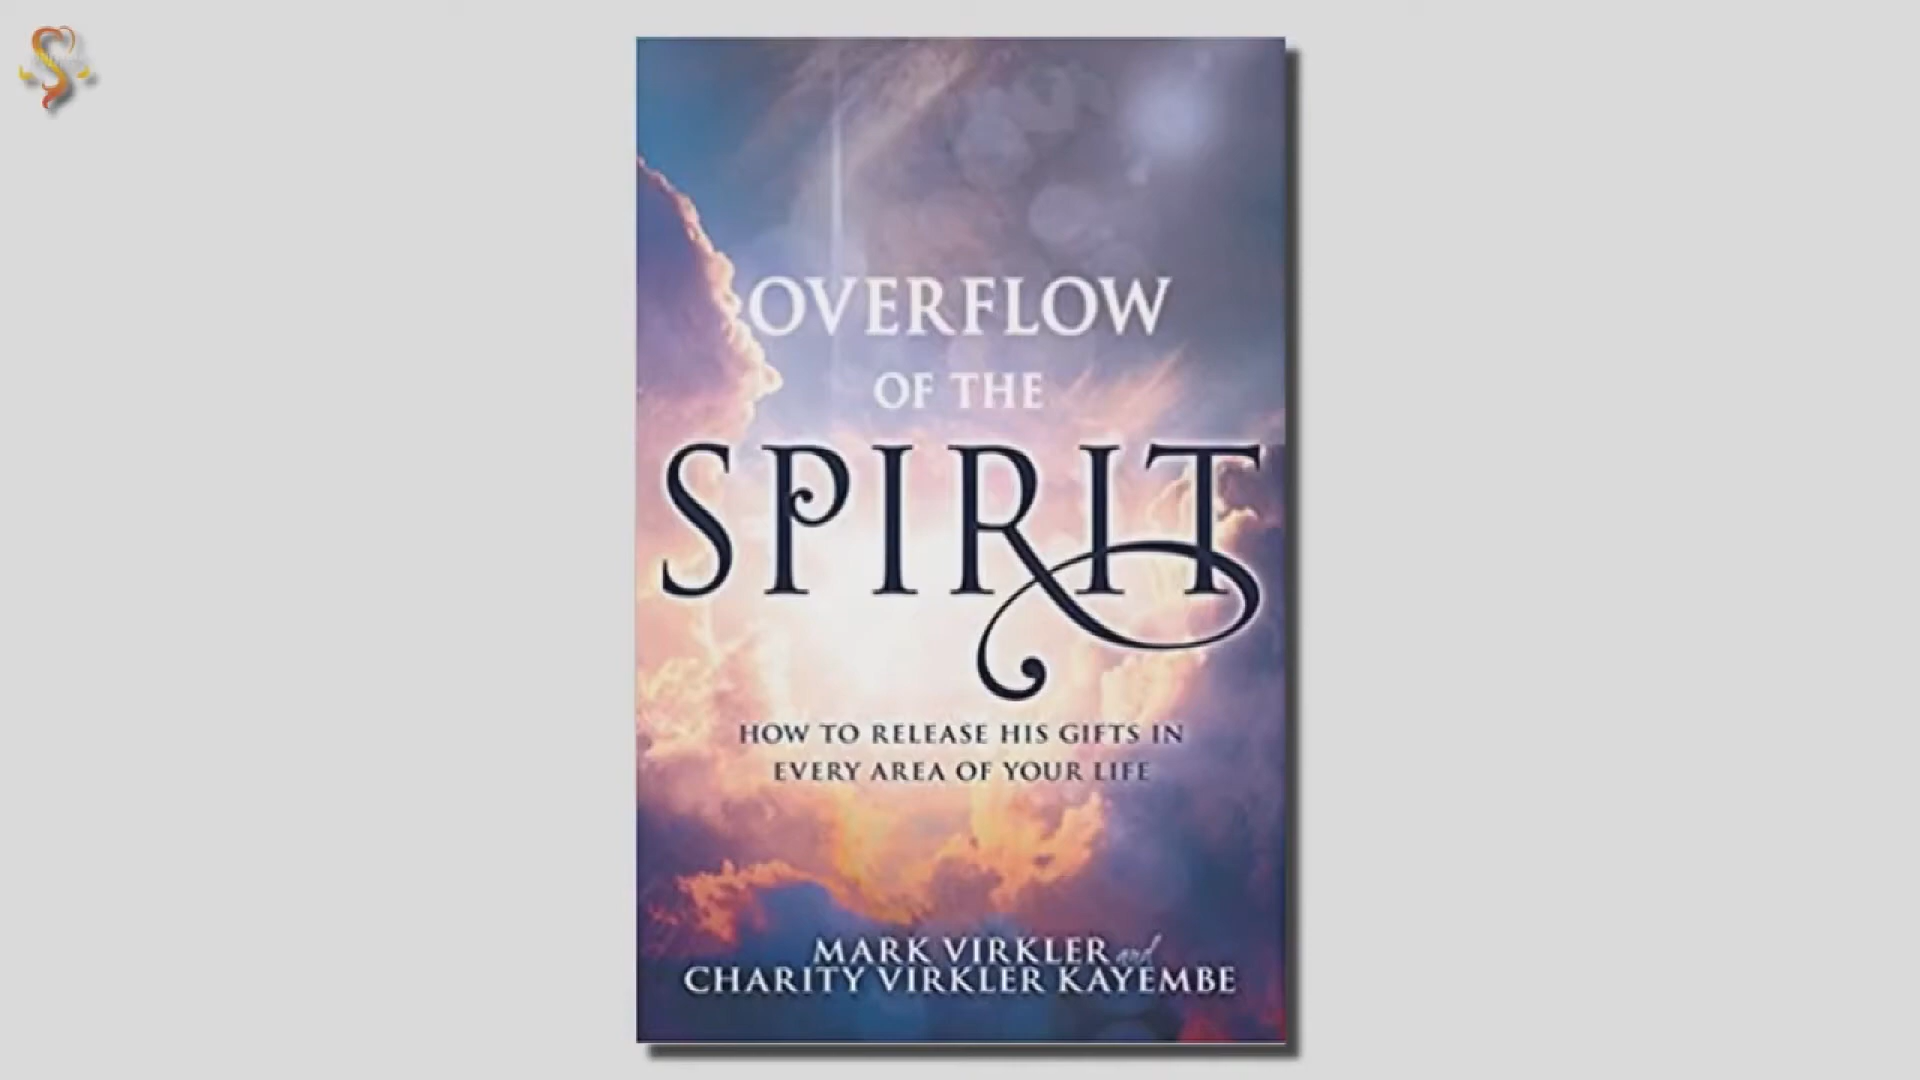 OVERFLOW
OF THE
SPIRIT
HOW TO RELEASE HIS GIFTS IN
EVERY AREA OF YOUR LIFE
MARK VIRKLER and
CHARITY VIRKLER KAYEMBE